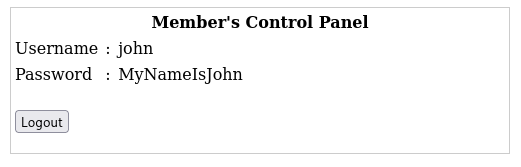 Member's Control Panel
Username : john
Password : MyNameIsJohn
Logout